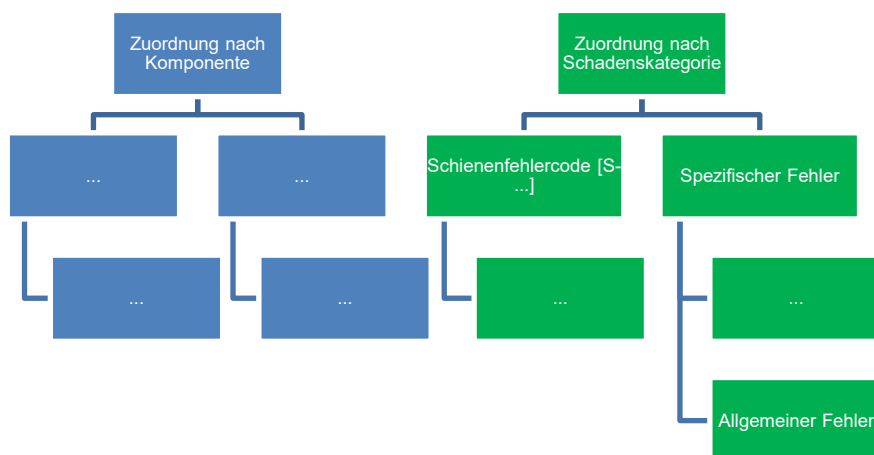 Zuordnung nach
Komponente
Zuordnung nach
Schadenskategorie
...
...
Schienenfehlercode [S-
...]
Spezifischer Fehler
...
...
...
...
Allgemeiner Fehler